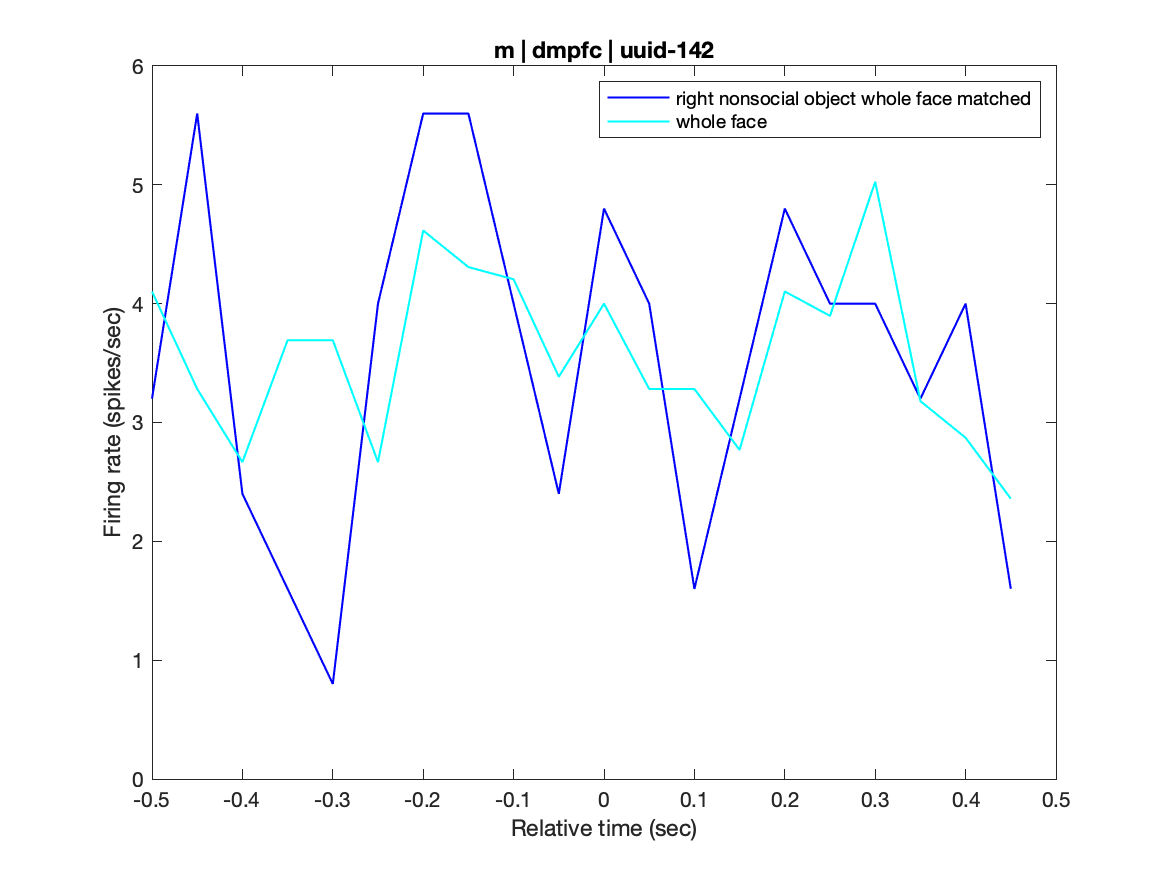 m | dmpfc | uuid-142
right nonsocial object whole face matched
whole face
Firing rate (spikes/sec)
6
5
4
3
2
1
0
-0.5 -0.4 -0.3 -0.2 -0.1 0 0.1 0.2 0.3 0.4 0.5
Relative time (sec)